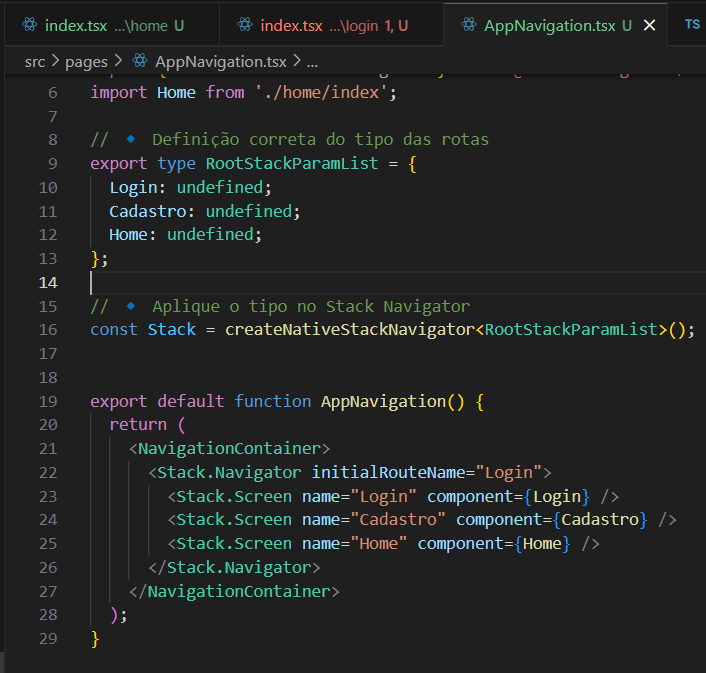 index.tsx ...\home U
index.tsx ...\login 1, U
AppNavigation.tsx U
TS
src > pages > AppNavigation.tsx > ...
6 import Home from './home/index';
7
8 // 🔹 Definição correta do tipo das rotas
9 export type RootStackParamList = {
10 Login: undefined;
11 Cadastro: undefined;
12 Home: undefined;
13 };
14
15 // 🔹 Aplique o tipo no Stack Navigator
16 const Stack = createNativeStackNavigator<RootStackParamList>();
17
18
19 export default function AppNavigation() {
20 return (
21 <NavigationContainer>
22 <Stack.Navigator initialRouteName="Login">
23 <Stack.Screen name="Login" component={Login} />
24 <Stack.Screen name="Cadastro" component={Cadastro} />
25 <Stack.Screen name="Home" component={Home} />
26 </Stack.Navigator>
27 </NavigationContainer>
28 );
29 }